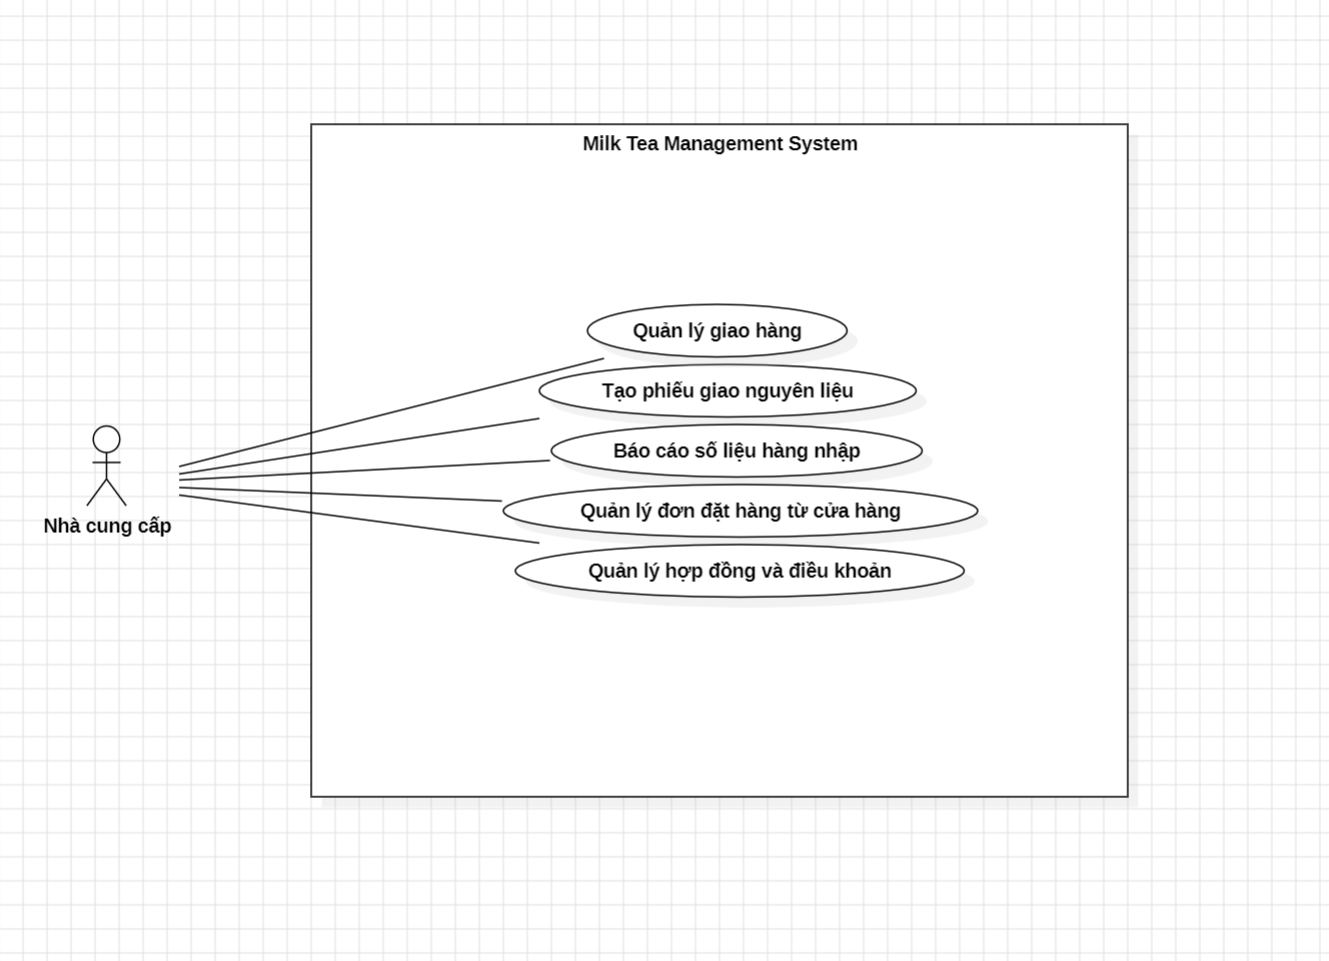 Milk Tea Management System
Quản lý giao hàng
Tạo phiếu giao nguyên liệu
Báo cáo số liệu hàng nhập
Quản lý đơn đặt hàng từ cửa hàng
Quản lý hợp đồng và điều khoản
Nhà cung cấp